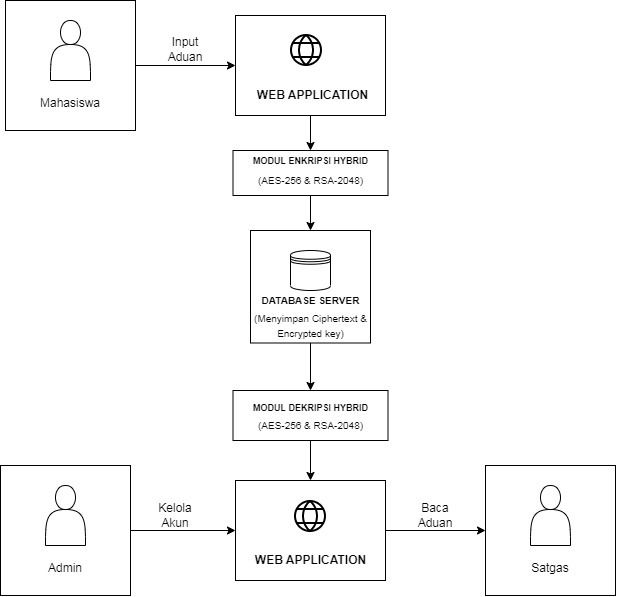 Input
Aduan
Mahasiswa
WEB APPLICATION
MODUL ENKRIPSI HYBRID
(AES-256 & RSA-2048)
DATABASE SERVER
(Menyimpan Ciphertext &
Encrypted key)
MODUL DEKRIPSI HYBRID
(AES-256 & RSA-2048)
Kelola
Akun
Baca
Aduan
Admin
WEB APPLICATION
Satgas